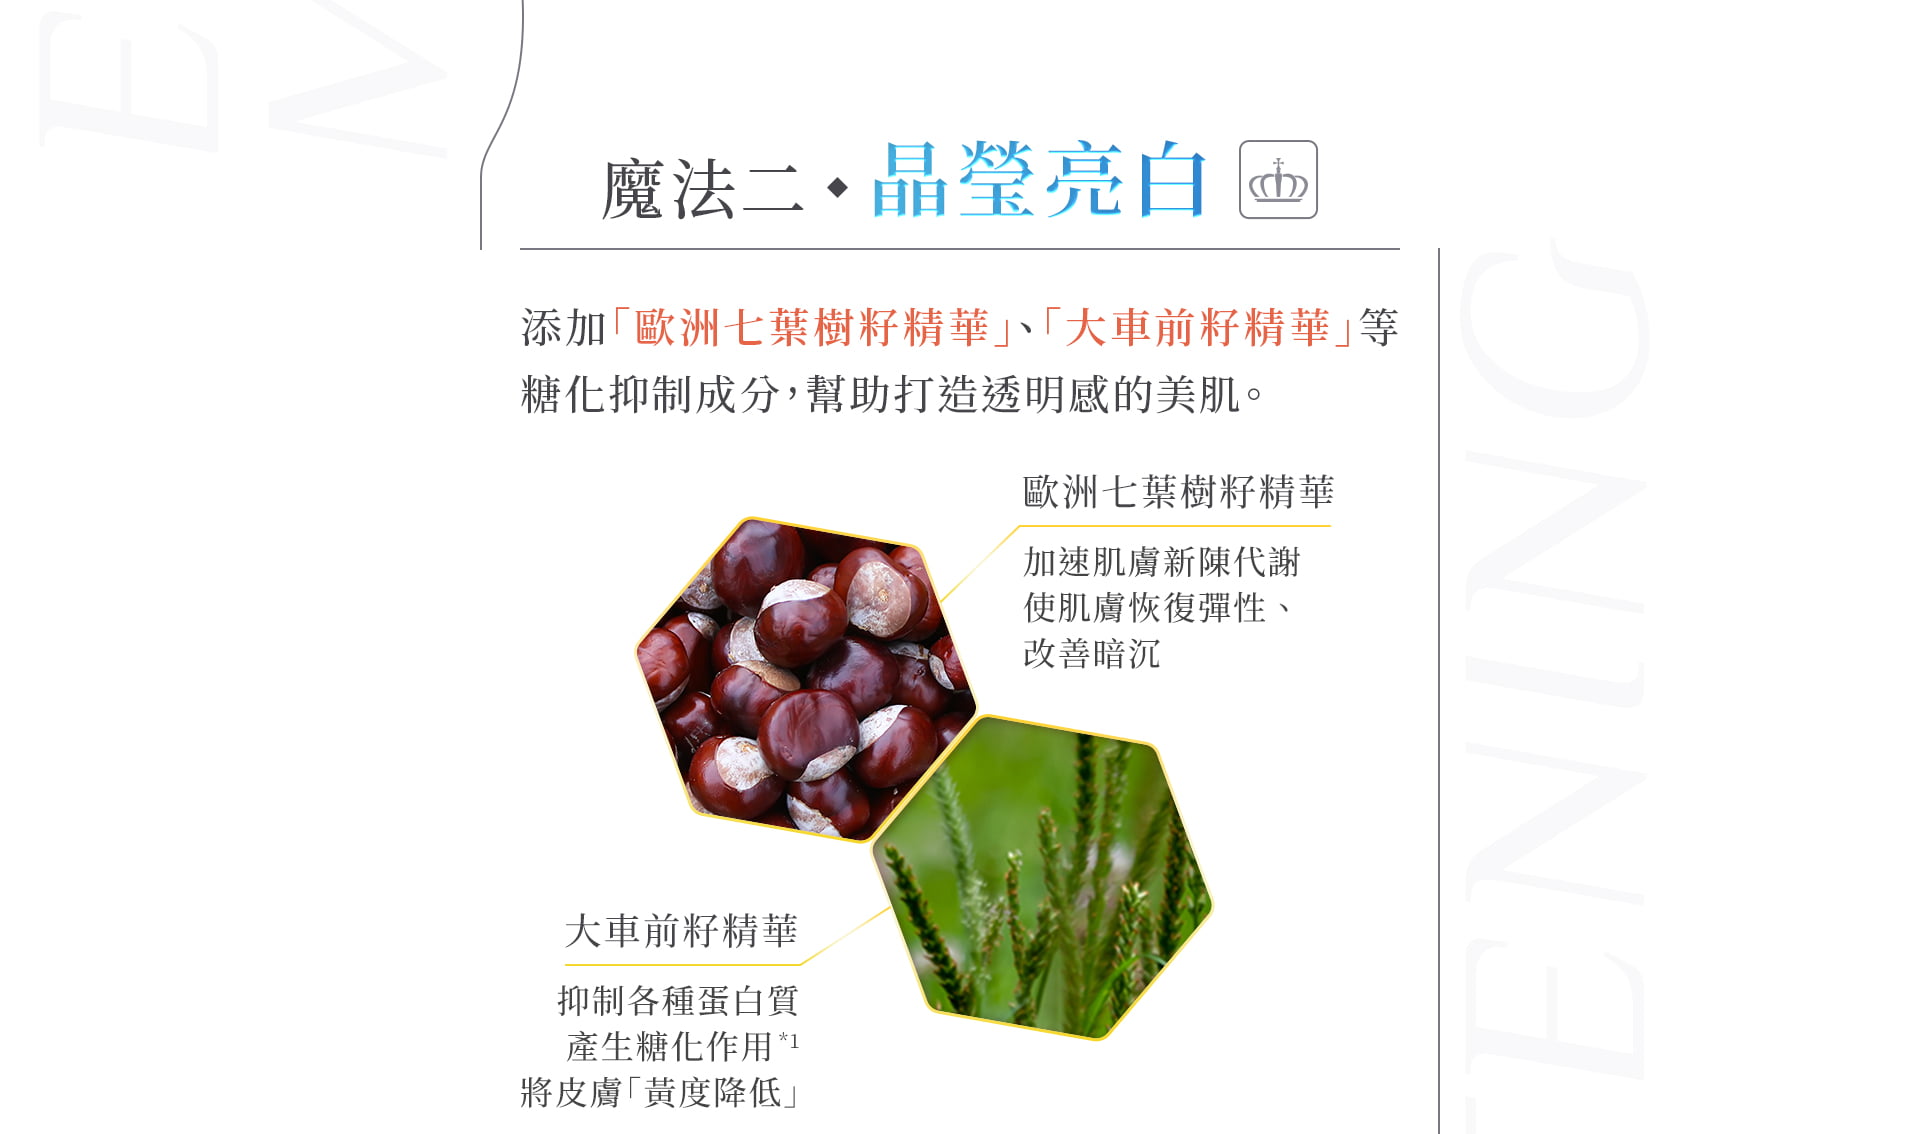 魔法二◆晶瑩亮白
添加「歐洲七葉樹籽精華」、「大車前籽精華」等
糖化抑制成分，幫助打造透明感的美肌。
歐洲七葉樹籽精華
加速肌膚新陳代謝
使肌膚恢復彈性、
改善暗沉
大車前籽精華
抑制各種蛋白質
產生糖化作用*1
將皮膚「黃度降低」
ENING